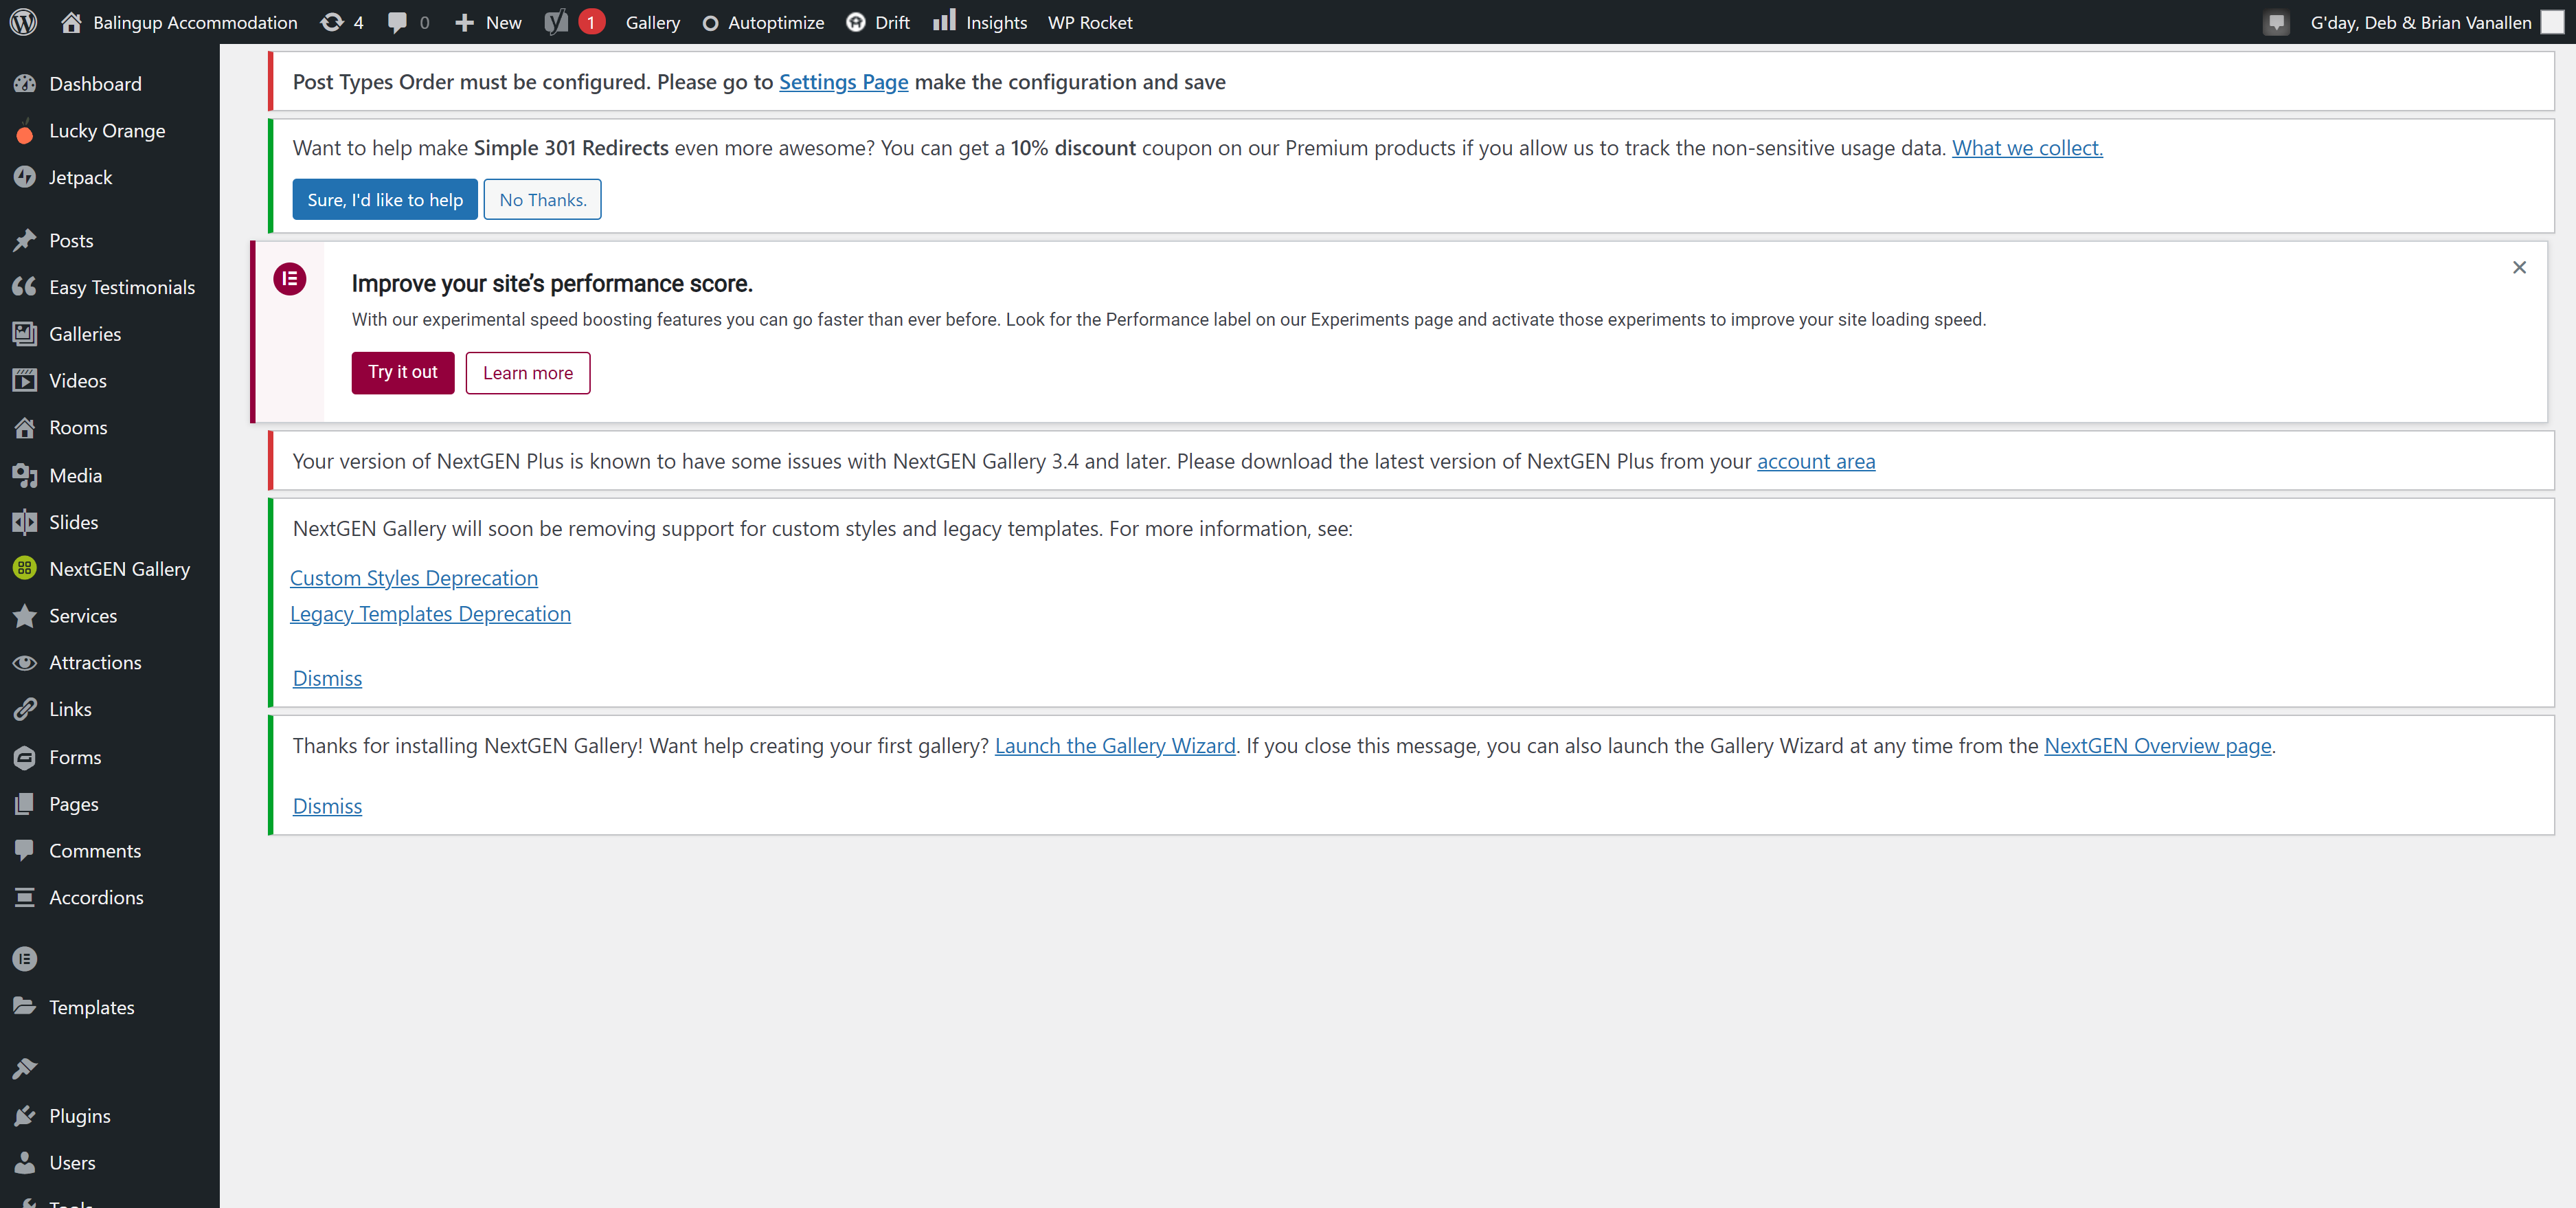 Balingup Accommodation 4 0 New 1 Gallery Autoptimize Drift Insights WP Rocket G'day, Deb & Brian Vanallen
Dashboard
Lucky Orange
Jetpack
Posts
Easy Testimonials
Galleries
Videos
Rooms
Media
Slides
NextGEN Gallery
Services
Attractions
Links
Forms
Pages
Comments
Accordions
Templates
Plugins
Users
Tools
Post Types Order must be configured. Please go to Settings Page make the configuration and save
Want to help make Simple 301 Redirects even more awesome? You can get a 10% discount coupon on our Premium products if you allow us to track the non-sensitive usage data. What we collect.
Sure, I'd like to help No Thanks.
Improve your site’s performance score.
With our experimental speed boosting features you can go faster than ever before. Look for the Performance label on our Experiments page and activate those experiments to improve your site loading speed.
Try it out Learn more
Your version of NextGEN Plus is known to have some issues with NextGEN Gallery 3.4 and later. Please download the latest version of NextGEN Plus from your account area
NextGEN Gallery will soon be removing support for custom styles and legacy templates. For more information, see:
Custom Styles Deprecation
Legacy Templates Deprecation
Dismiss
Thanks for installing NextGEN Gallery! Want help creating your first gallery? Launch the Gallery Wizard. If you close this message, you can also launch the Gallery Wizard at any time from the NextGEN Overview page.
Dismiss